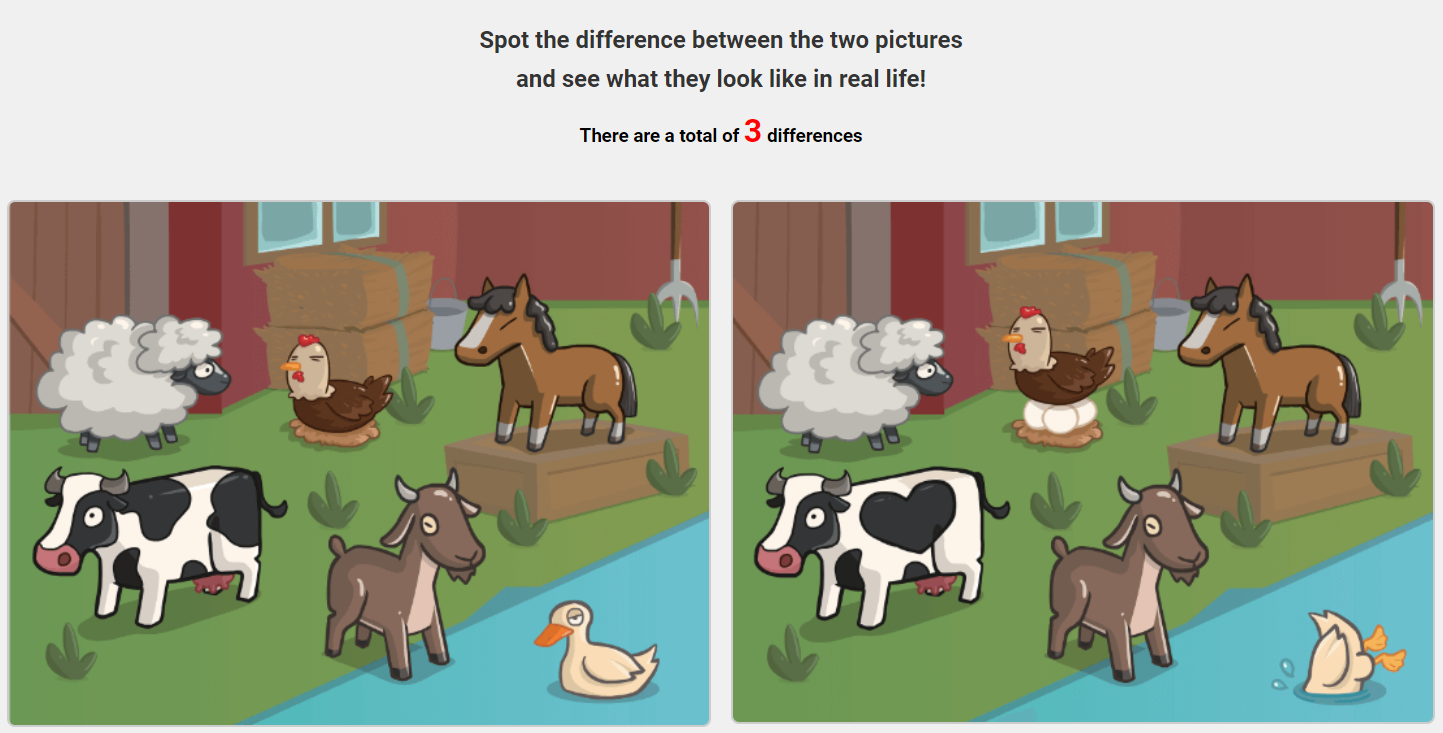 Spot the difference between the two pictures
and see what they look like in real life!
There are a total of 3 differences